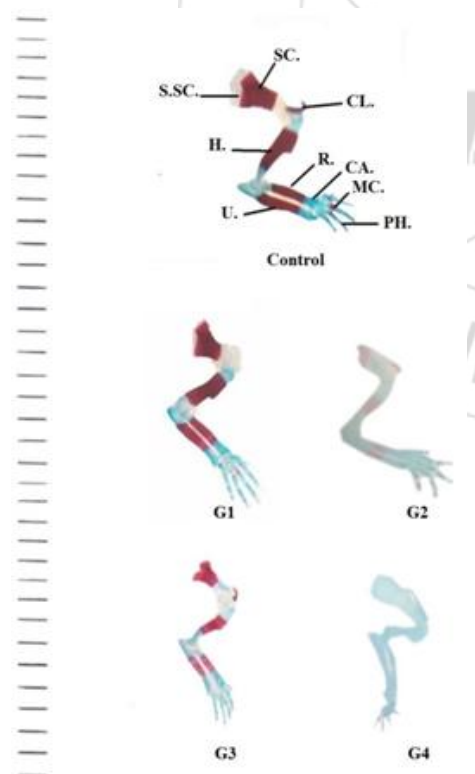 SC.
S.SC.
CL.
H.
R.
CA.
MC.
U.
PH.
Control
G1 G2
G3 G4